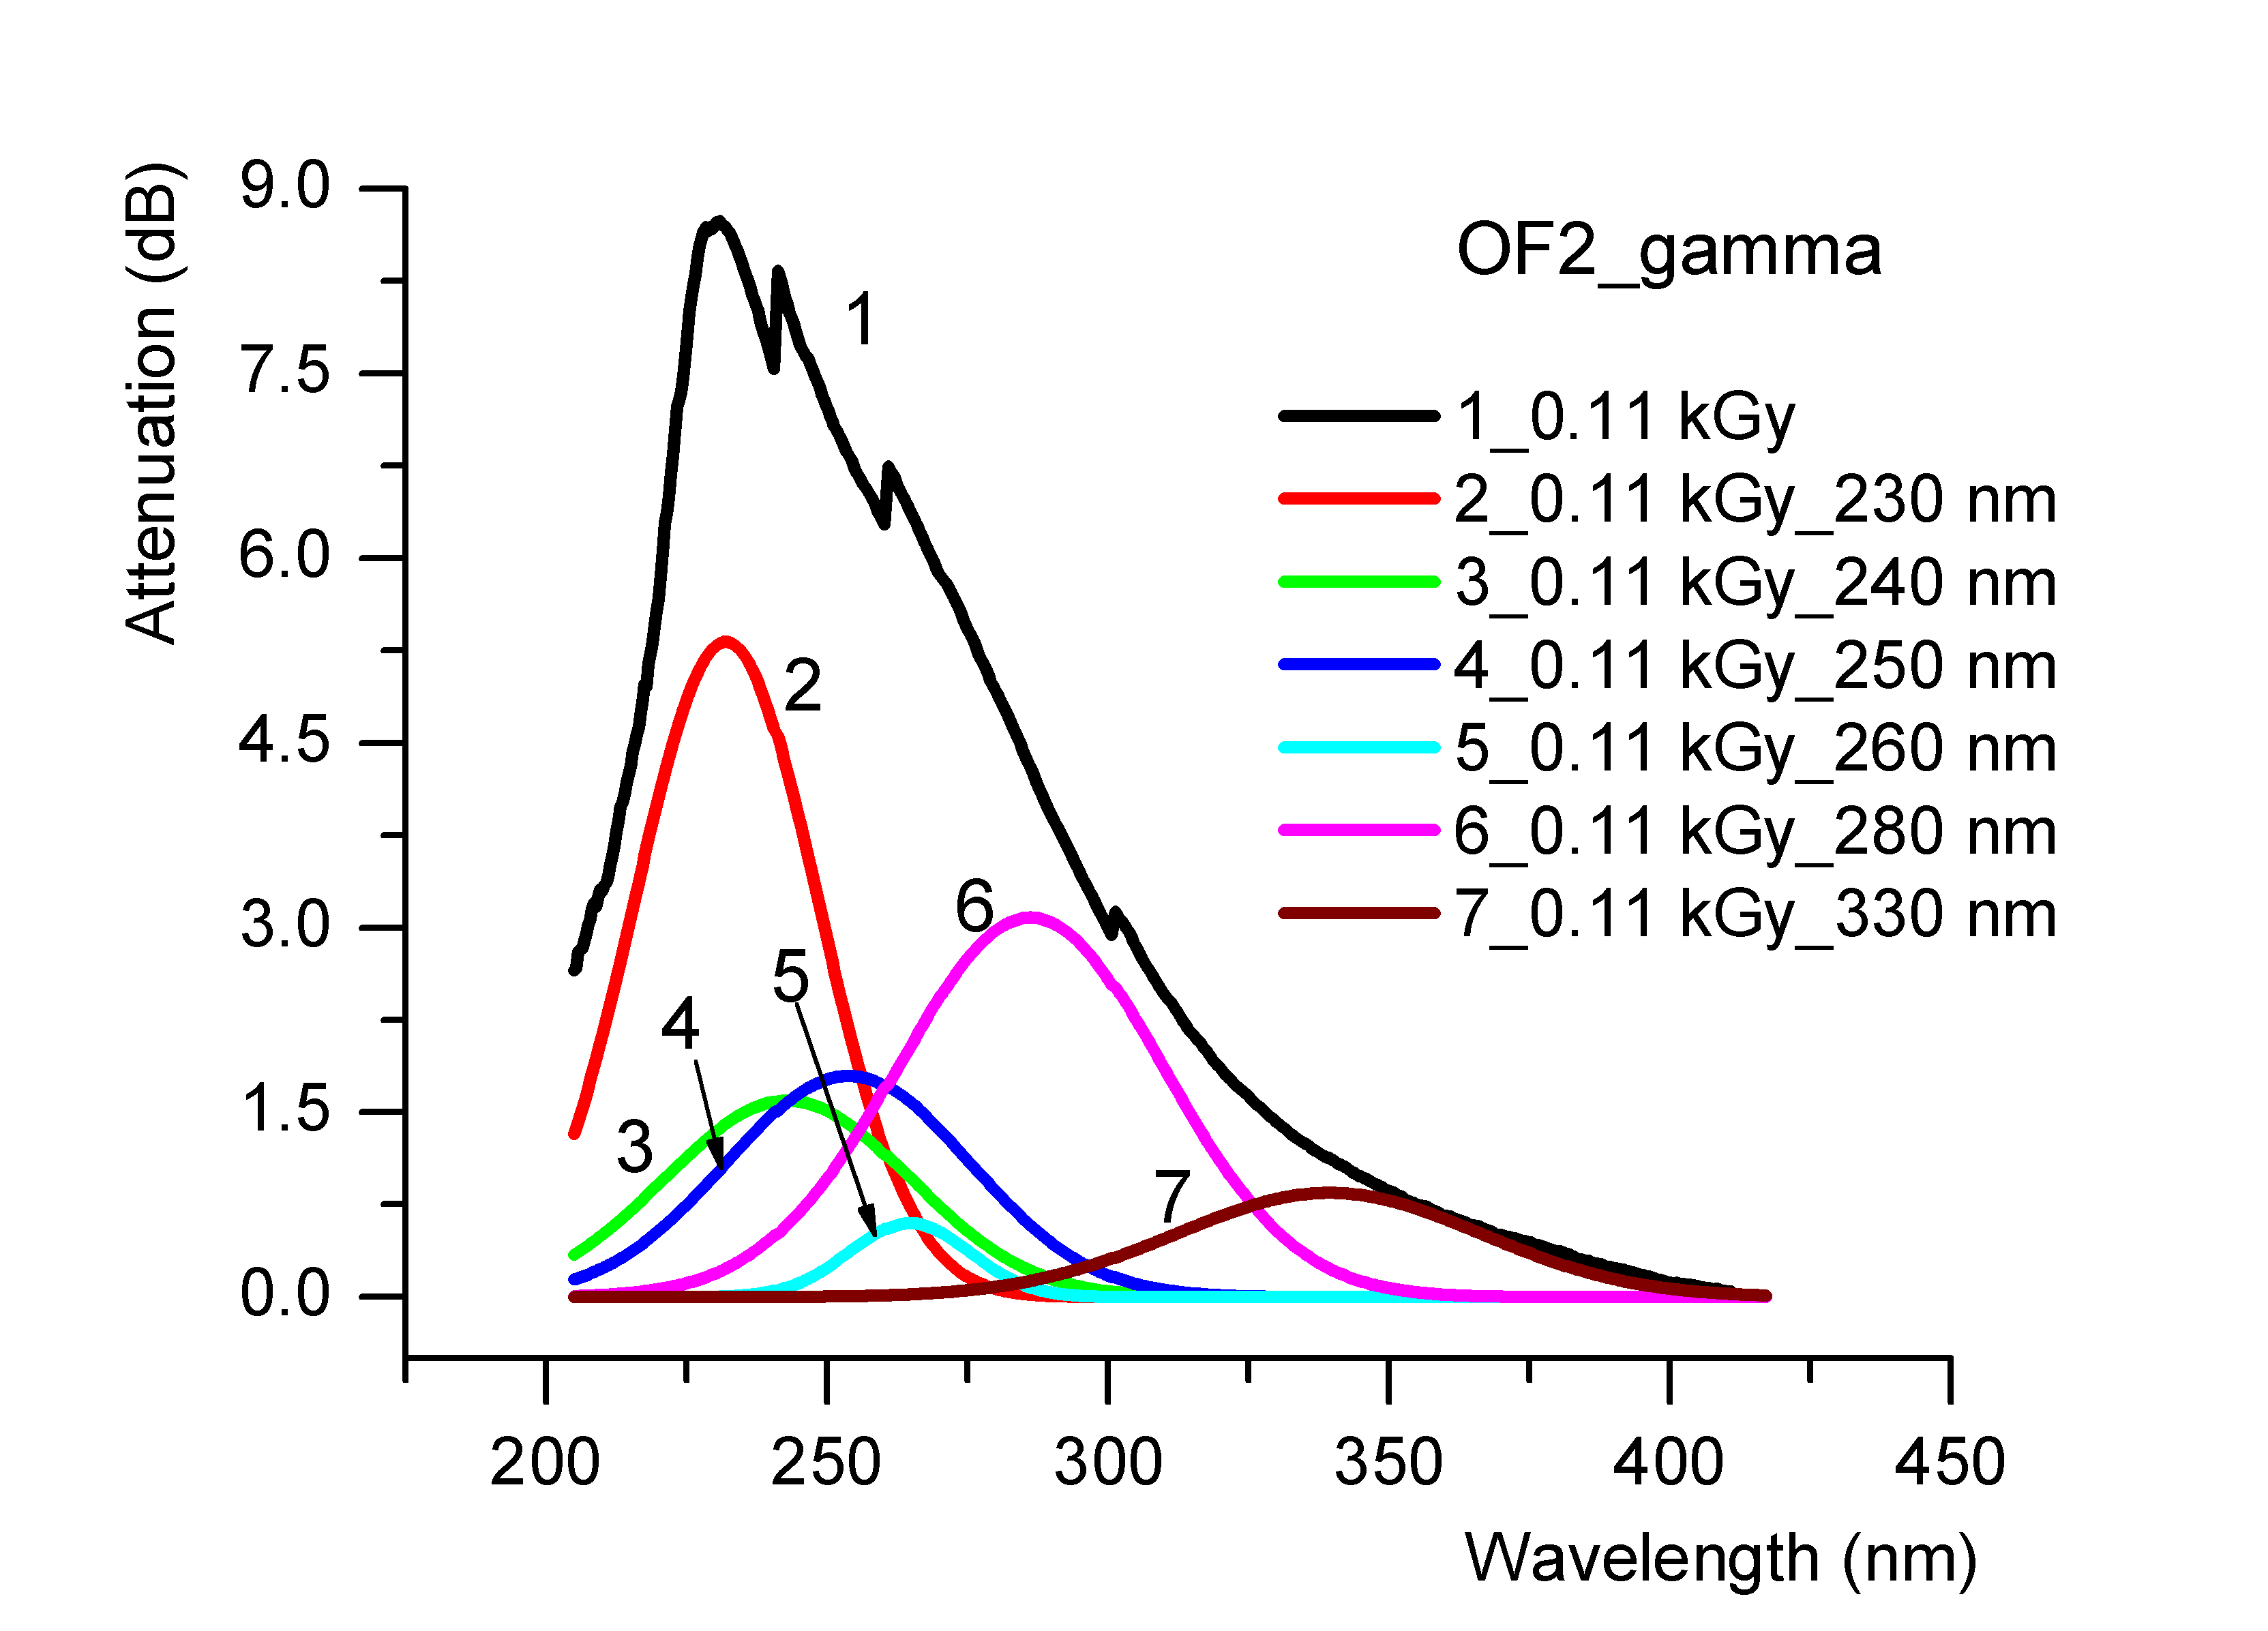 Attenuation (dB)
9.0
7.5
6.0
4.5
3.0
1.5
0.0
OF2_gamma
1_0.11 kGy
2_0.11 kGy_230 nm
3_0.11 kGy_240 nm
4_0.11 kGy_250 nm
5_0.11 kGy_260 nm
6_0.11 kGy_280 nm
7_0.11 kGy_330 nm
1
2
6
5
4
3
7
200 250 300 350 400 450
Wavelength (nm)